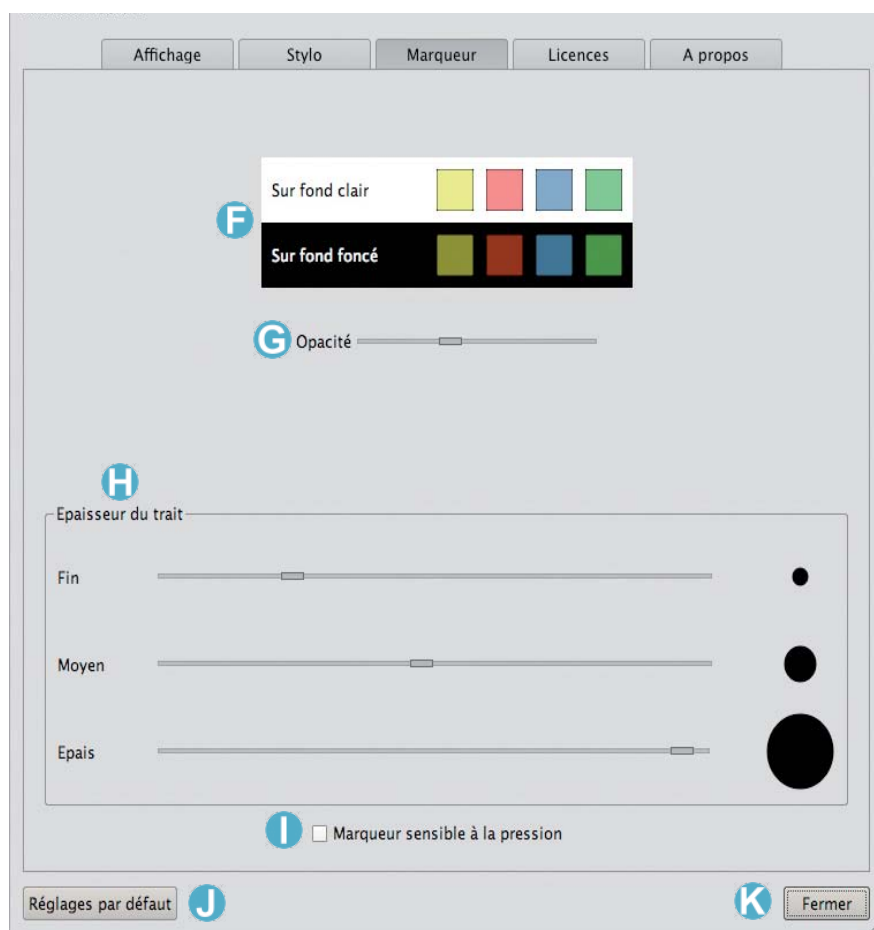 Affichage Stylo Marqueur Licences A propos
Sur fond clair
F
Sur fond foncé
G Opacité
H
Epaisseur du trait
Fin
Moyen
Epais
I Marqueur sensible à la pression
Réglages par défaut J K Fermer